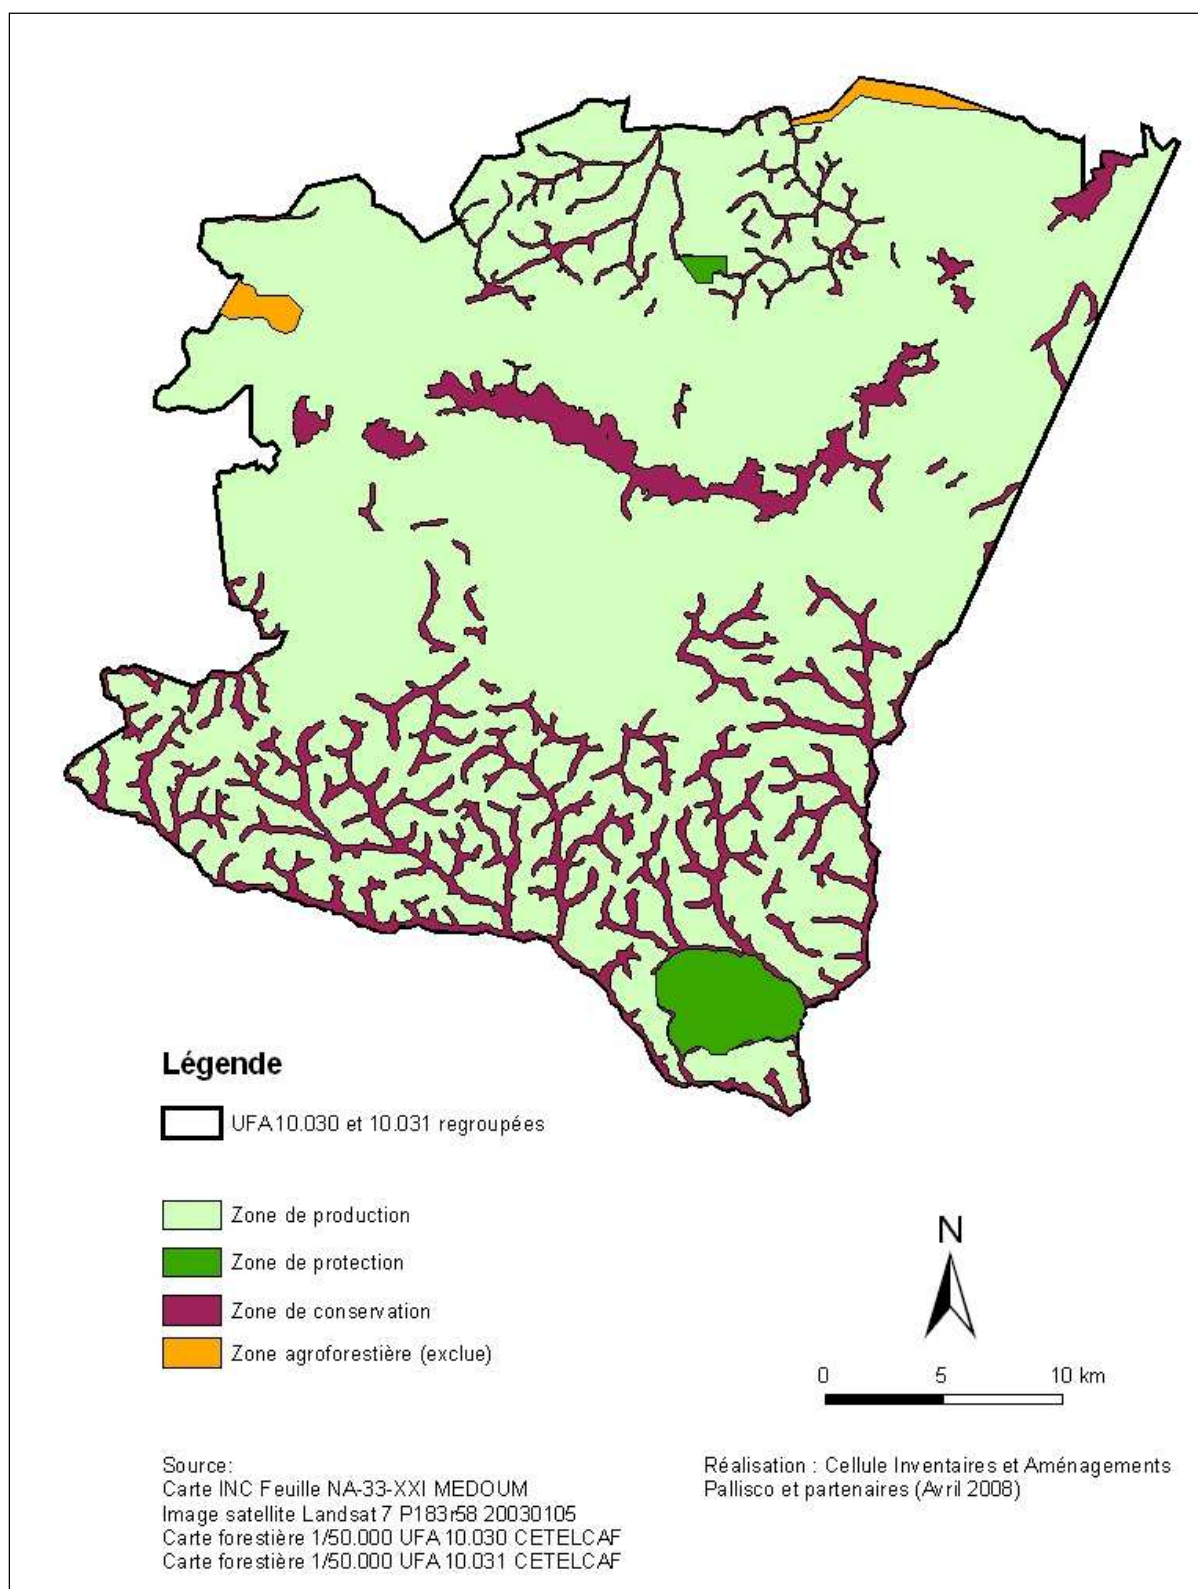 Légende
UFA 10.030 et 10.031 regroupées
Zone de production
Zone de protection
Zone de conservation
Zone agroforestière (exclue)
N
0 5 10 km
Source:
Carte INC Feuille NA-33-XXI MEDOUM
Image satellite Landsat 7 P183r58 20030105
Carte forestière 1/50.000 UFA 10.030 CETELCAF
Carte forestière 1/50.000 UFA 10.031 CETELCAF
Réalisation : Cellule Inventaires et Aménagements
Pallisco et partenaires (Avril 2008)